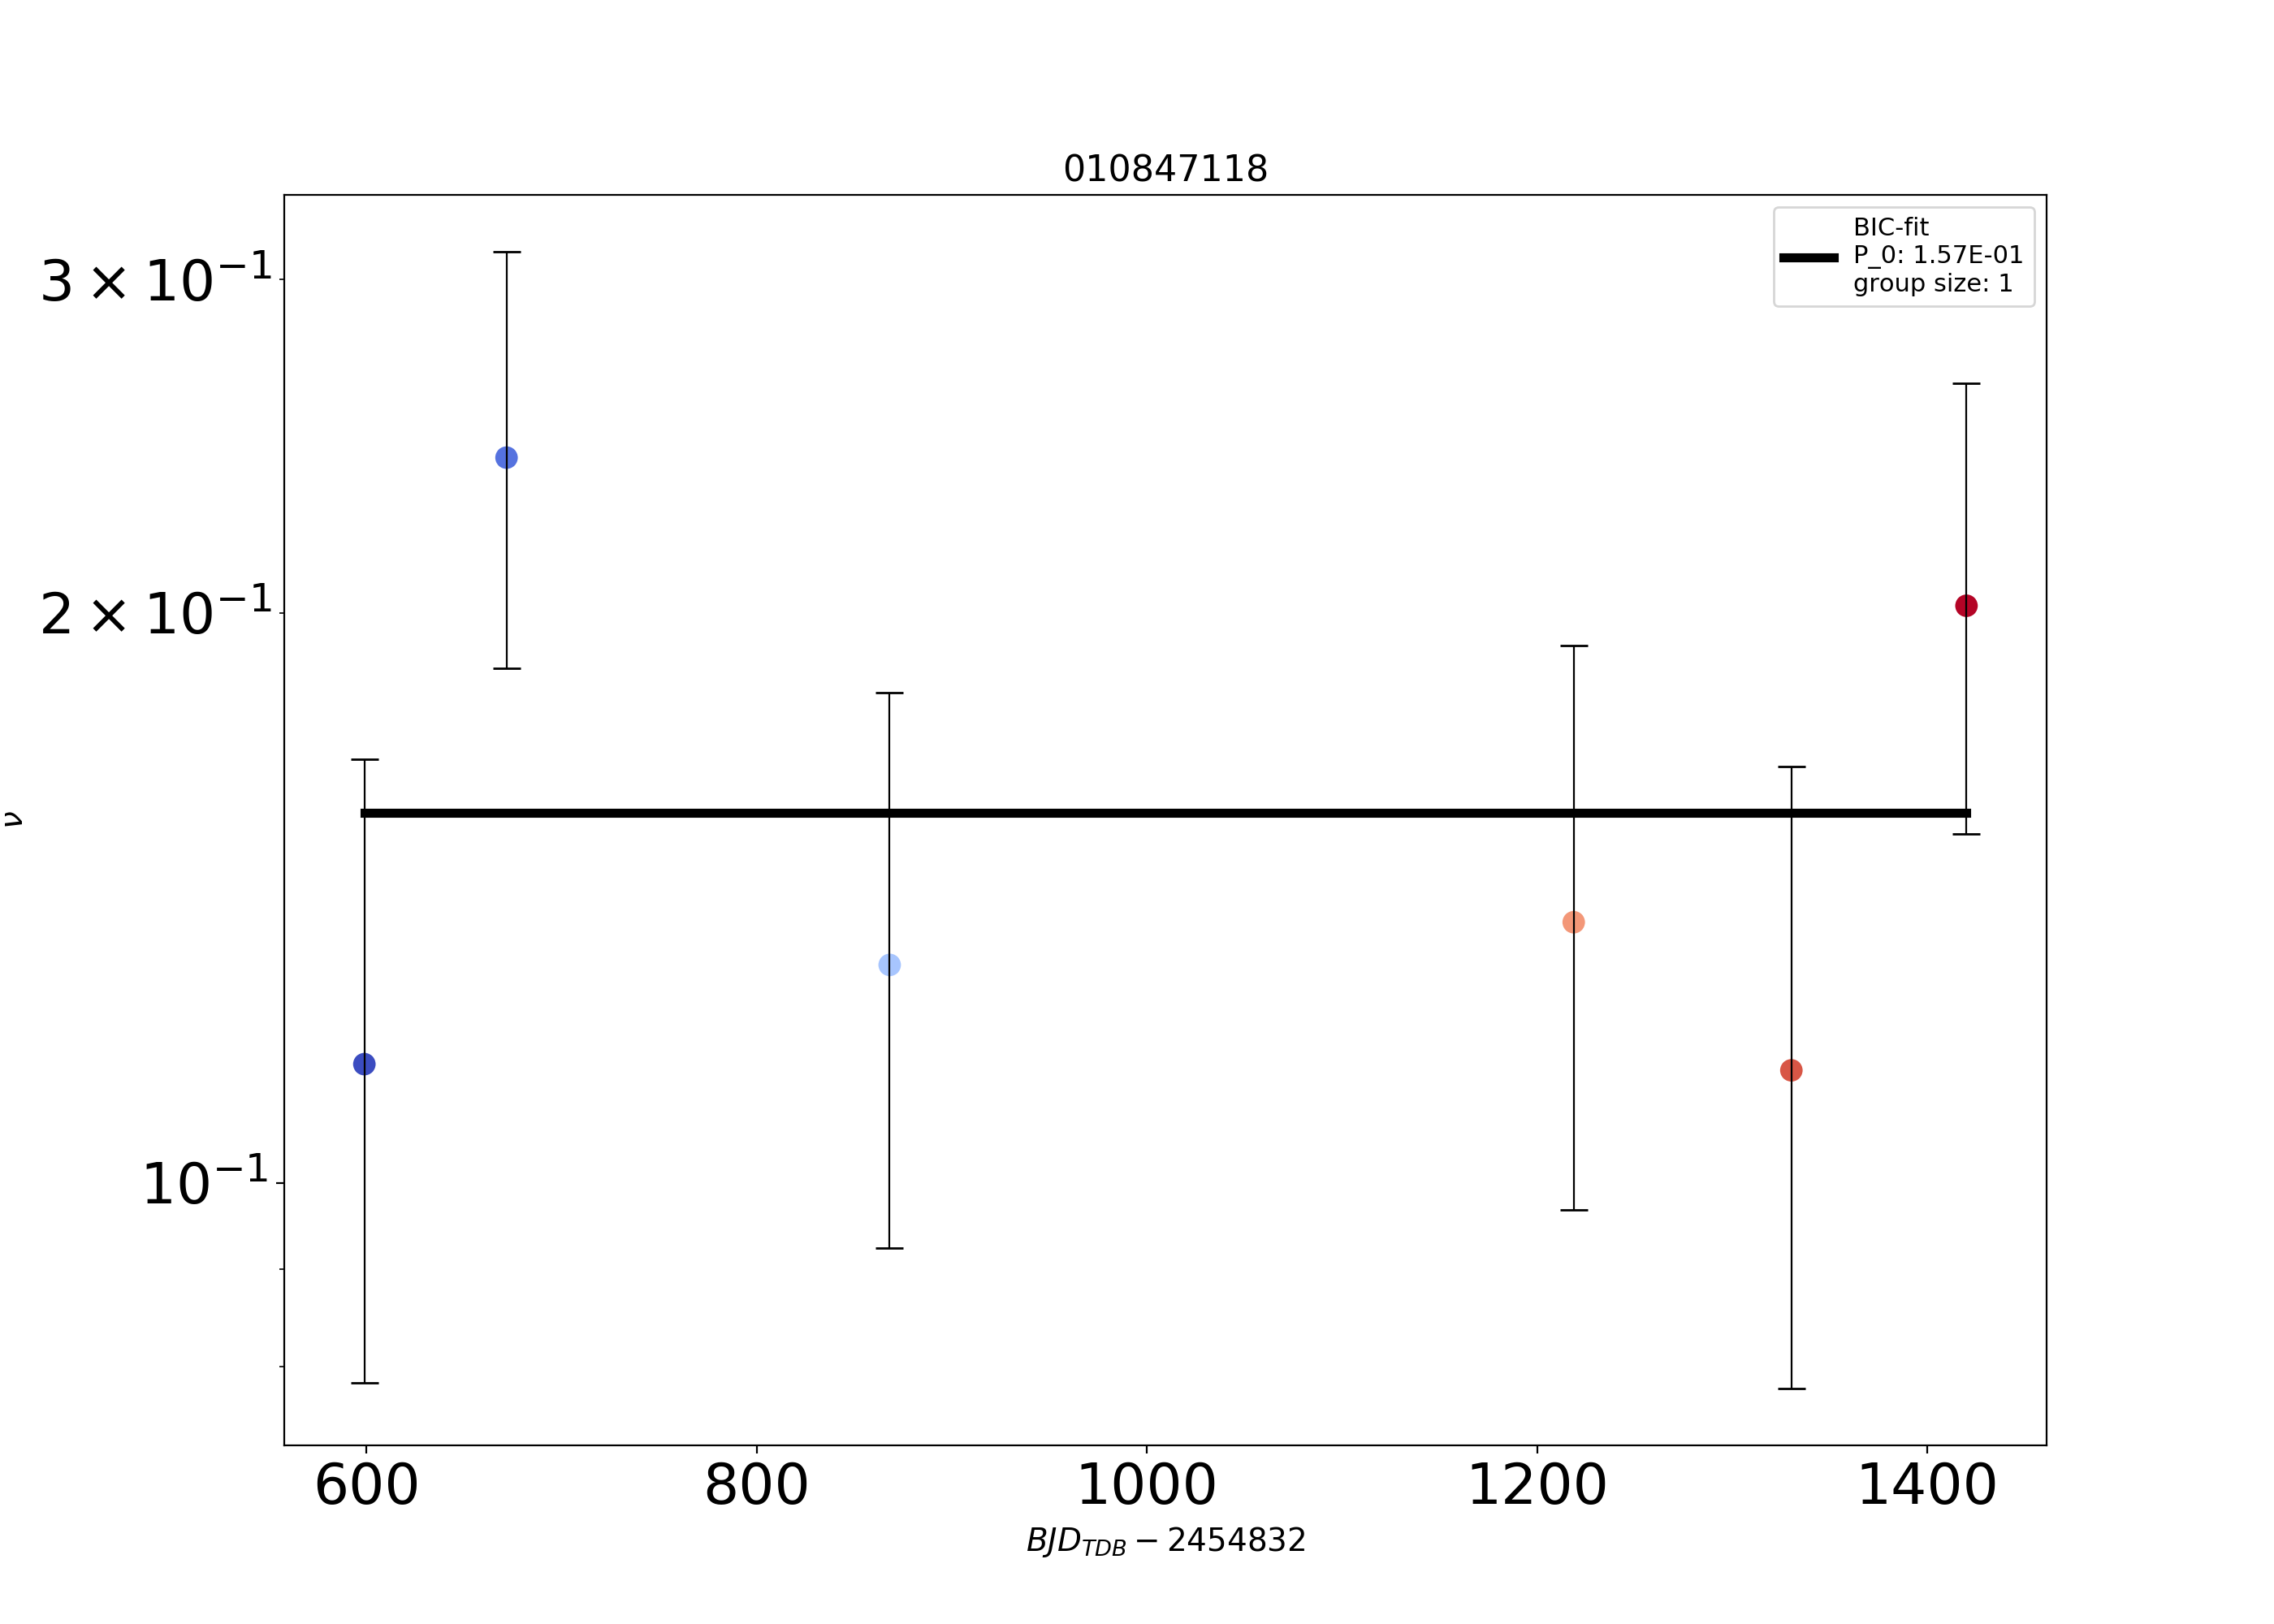 010847118
BIC-fit
P_0: 1.57E-01
group size: 1
3 × 10⁻¹
2 × 10⁻¹
10⁻¹
ν
600 800 1000 1200 1400
BJD_TDB − 2454832